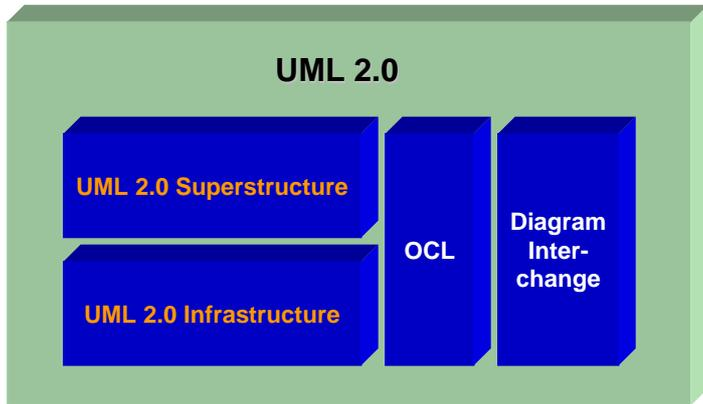 UML 2.0
UML 2.0 Superstructure
UML 2.0 Infrastructure
OCL
Diagram
Inter-
change